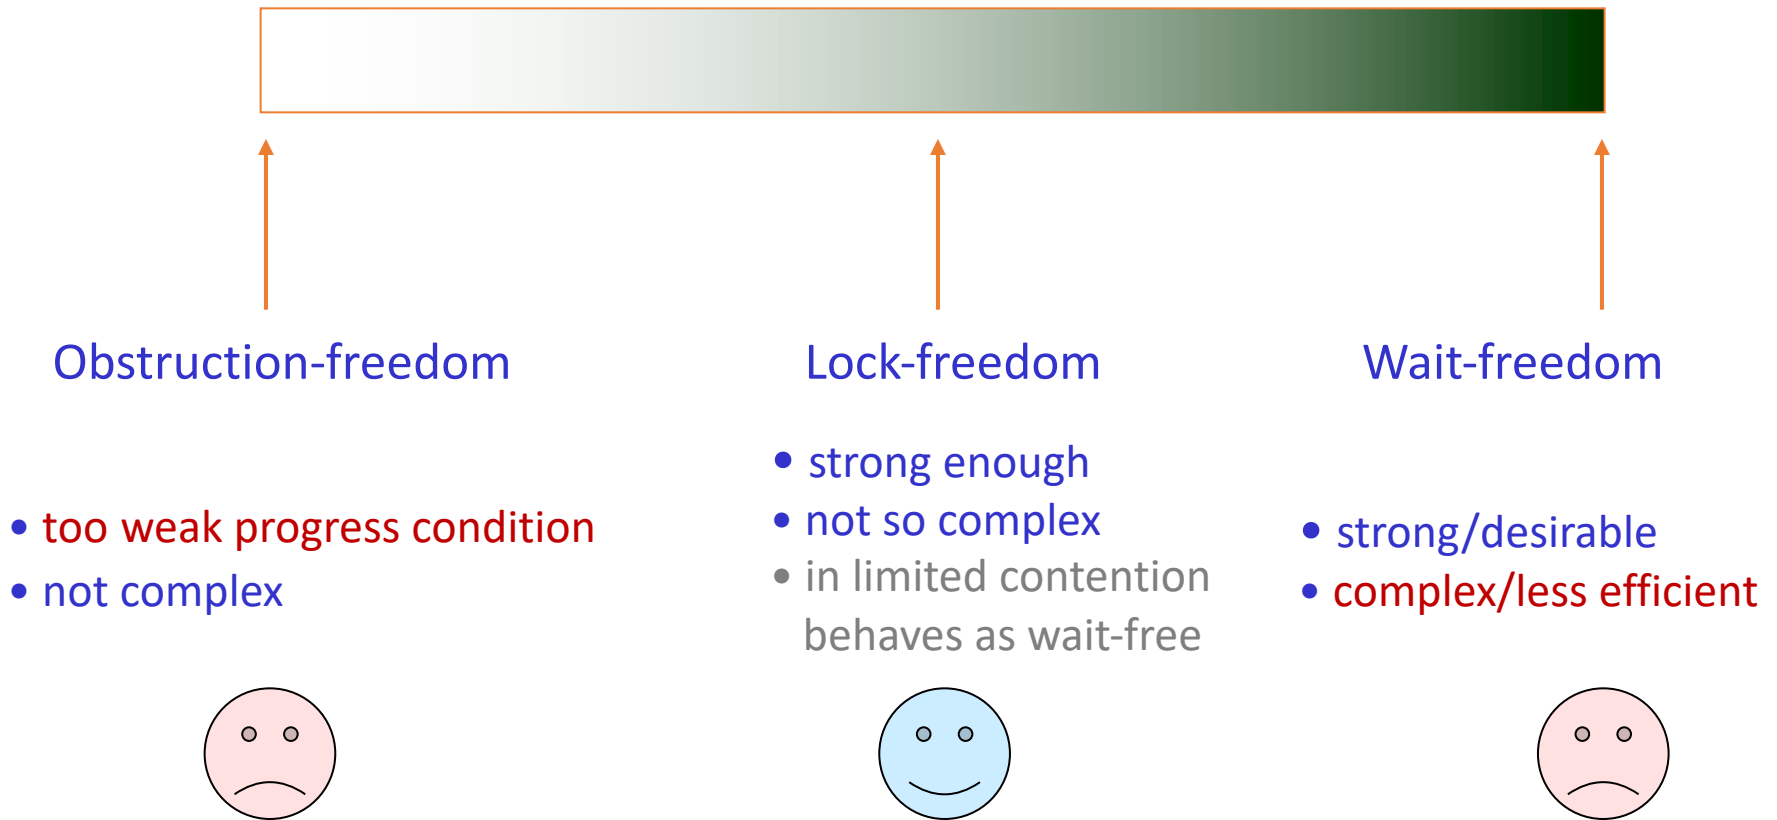 Obstruction-freedom
• too weak progress condition
• not complex
Lock-freedom
• strong enough
• not so complex
• in limited contention
behaves as wait-free
Wait-freedom
• strong/desirable
• complex/less efficient